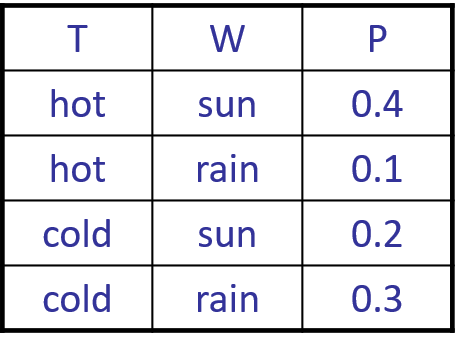 T W P
hot sun 0.4
hot rain 0.1
cold sun 0.2
cold rain 0.3